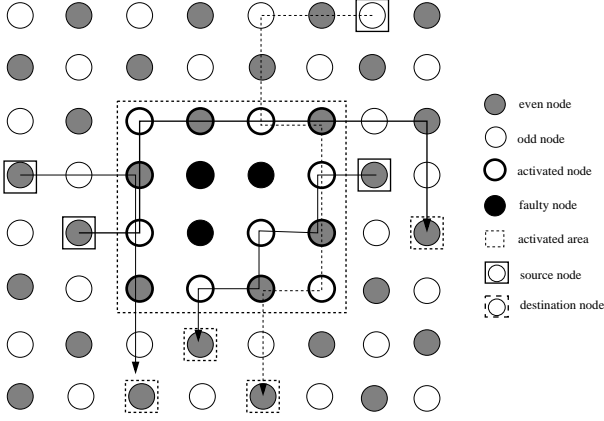 even node
odd node
activated node
faulty node
activated area
source node
destination node